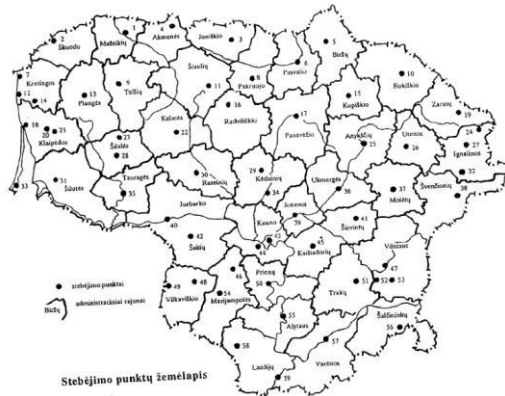 1
4
Akmenės
2
Skuodo
Mažeikių
Joniškio
3
5
Biržų
6
Pasvalio
7
Kretingos
12
14
13
Plungės
9
Telšių
Šiaulių
11
8
Pakruojo
16
Radviliškio
15
Kupiškio
10
Rokiškio
Zarasų
19
18
20
21
Klaipėdos
23
Šilalės
28
Kelmės
22
17
Panevėžio
Anykščių
25
Utenos
26
24
27
Ignalinos
32
31
Šilutės
33
Tauragės
35
30
Raseinių
29
Kėdainių
34
Ukmergės
36
37
Molėtų
Švenčionių
38
Jurbarko
40
Kauno
Jonavos
39
43
44
41
Širvintų
42
Šakių
45
Kaišiadorių
Vilniaus
47
46
Prienų
50
49
48
Vilkaviškio
54
Marijampolės
51
Trakų
52
53
stebėjimo punktai
administraciniai rajonai
Biržų
55
Alytaus
Šalčininkų
56
57
Varėnos
58
Lazdijų
59
Stebėjimo punktų žemėlapis